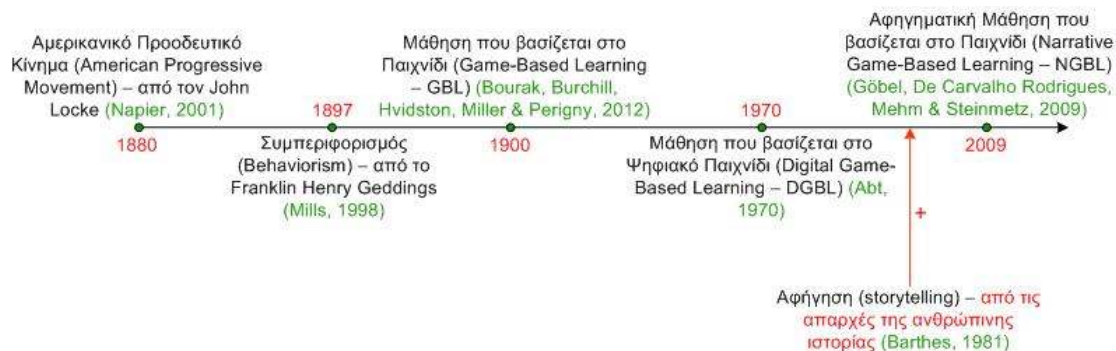 Αμερικανικό Προοδευτικό
Κίνημα (American Progressive
Movement) – από τον John
Locke (Napier, 2001)
1880
1897
Συμπεριφορισμός
(Behaviorism) – από το
Franklin Henry Geddings
(Mills, 1998)
Μάθηση που βασίζεται στο
Παιχνίδι (Game-Based Learning
– GBL) (Bourak, Burchill,
Hvidston, Miller & Perigny, 2012)
1900
1970
Μάθηση που βασίζεται στο
Ψηφιακό Παιχνίδι (Digital Game-
Based Learning – DGBL) (Abt,
1970)
Αφηγηματική Μάθηση που
βασίζεται στο Παιχνίδι (Narrative
Game-Based Learning – NGBL)
(Göbel, De Carvalho Rodrigues,
Mehm & Steinmetz, 2009)
2009
+
Αφήγηση (storytelling) – από τις
απαρχές της ανθρώπινης
ιστορίας (Barthes, 1981)